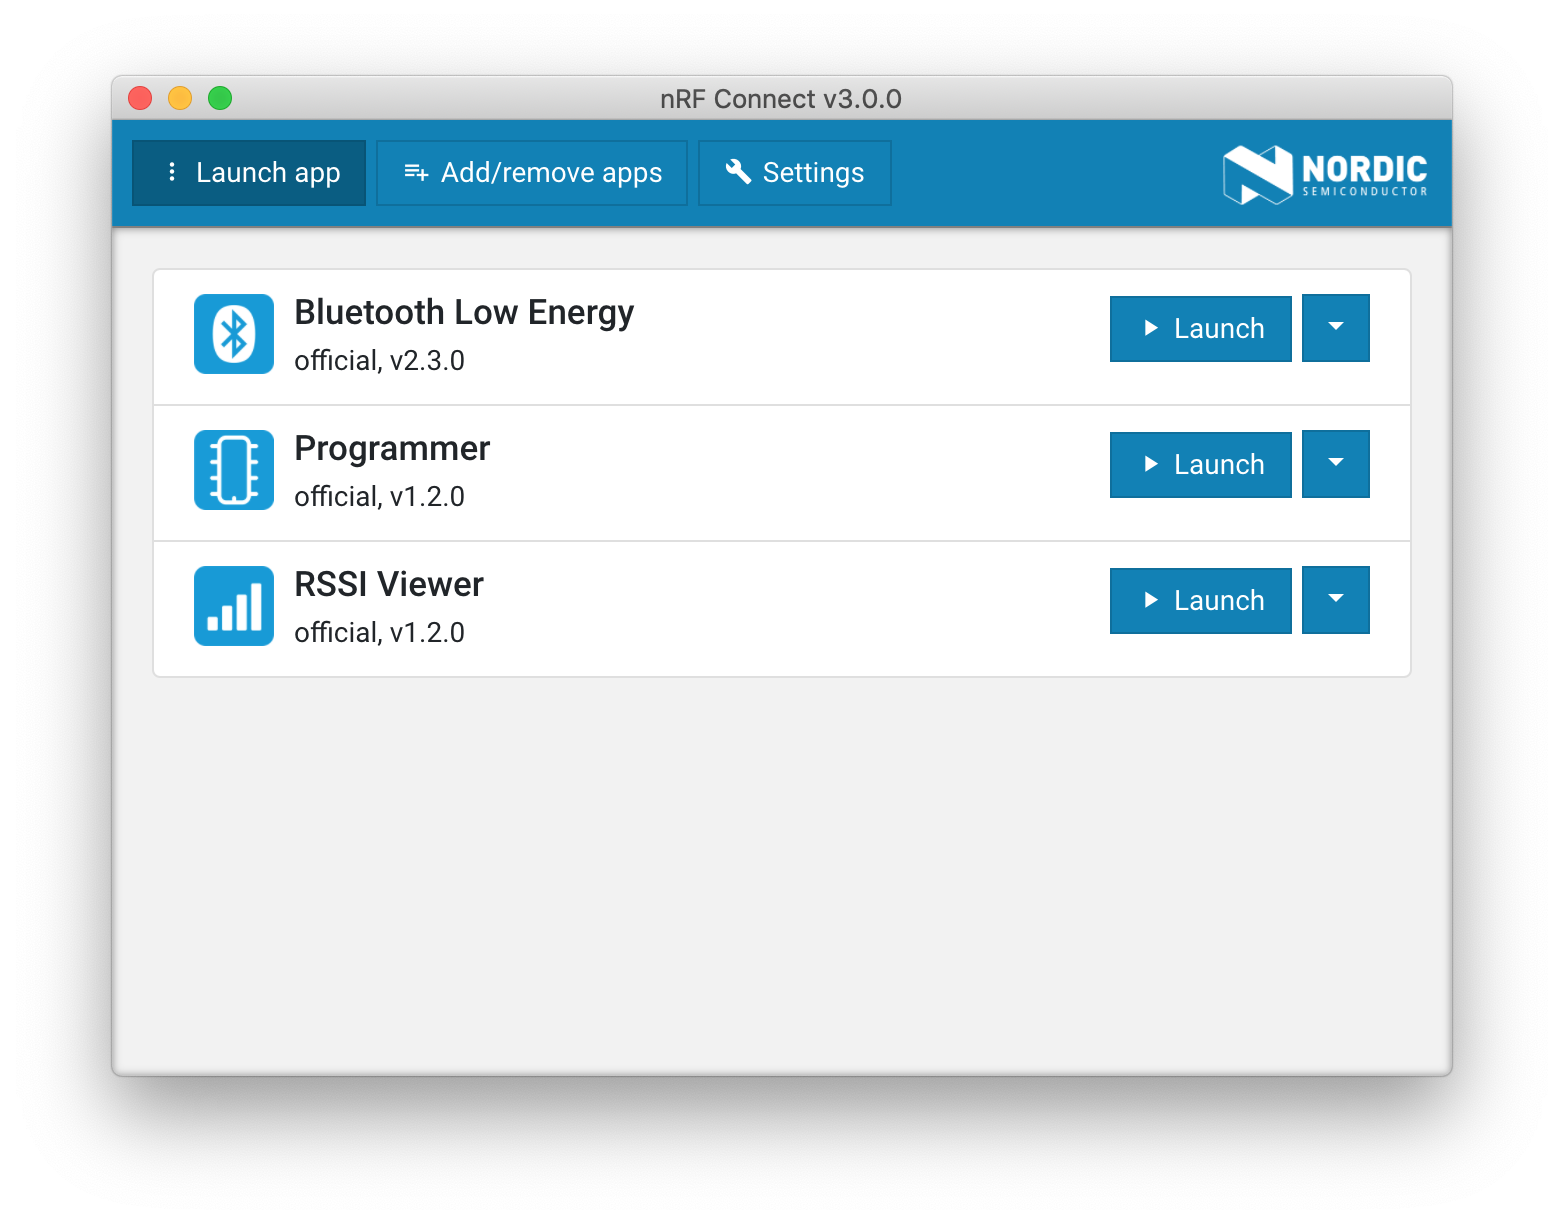 nRF Connect v3.0.0
Launch app
Add/remove apps
Settings
NORDIC
SEMICONDUCTOR
Bluetooth Low Energy
official, v2.3.0
Launch
Programmer
official, v1.2.0
Launch
RSSI Viewer
official, v1.2.0
Launch